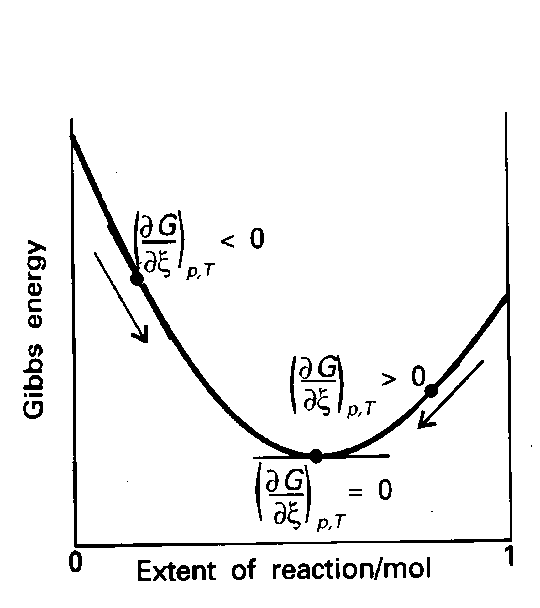 (∂G/∂ξ)p,T < 0
Gibbs energy
(∂G/∂ξ)p,T > 0
(∂G/∂ξ)p,T = 0
0
1
Extent of reaction/mol